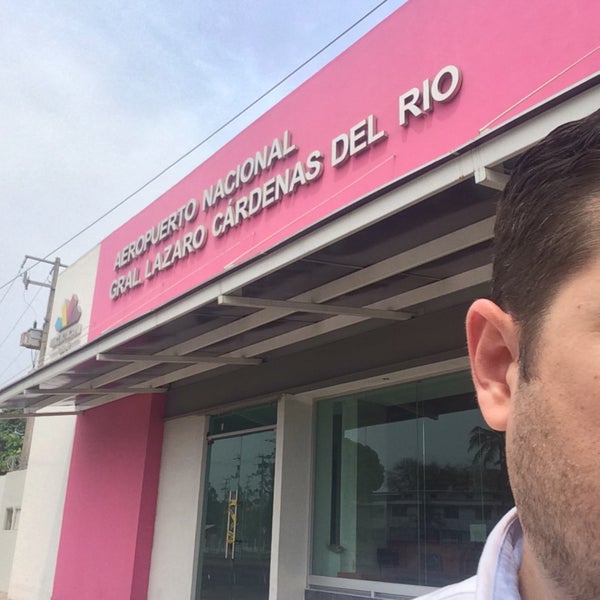 AEROPUERTO NACIONAL
GRAL. LAZARO CÁRDENAS DEL RIO